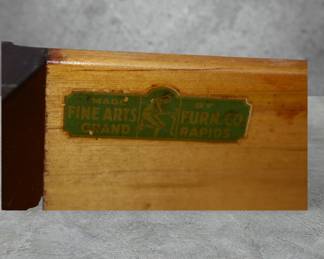 MADE BY
FINE ARTS FURN. CO
GRAND RAPIDS